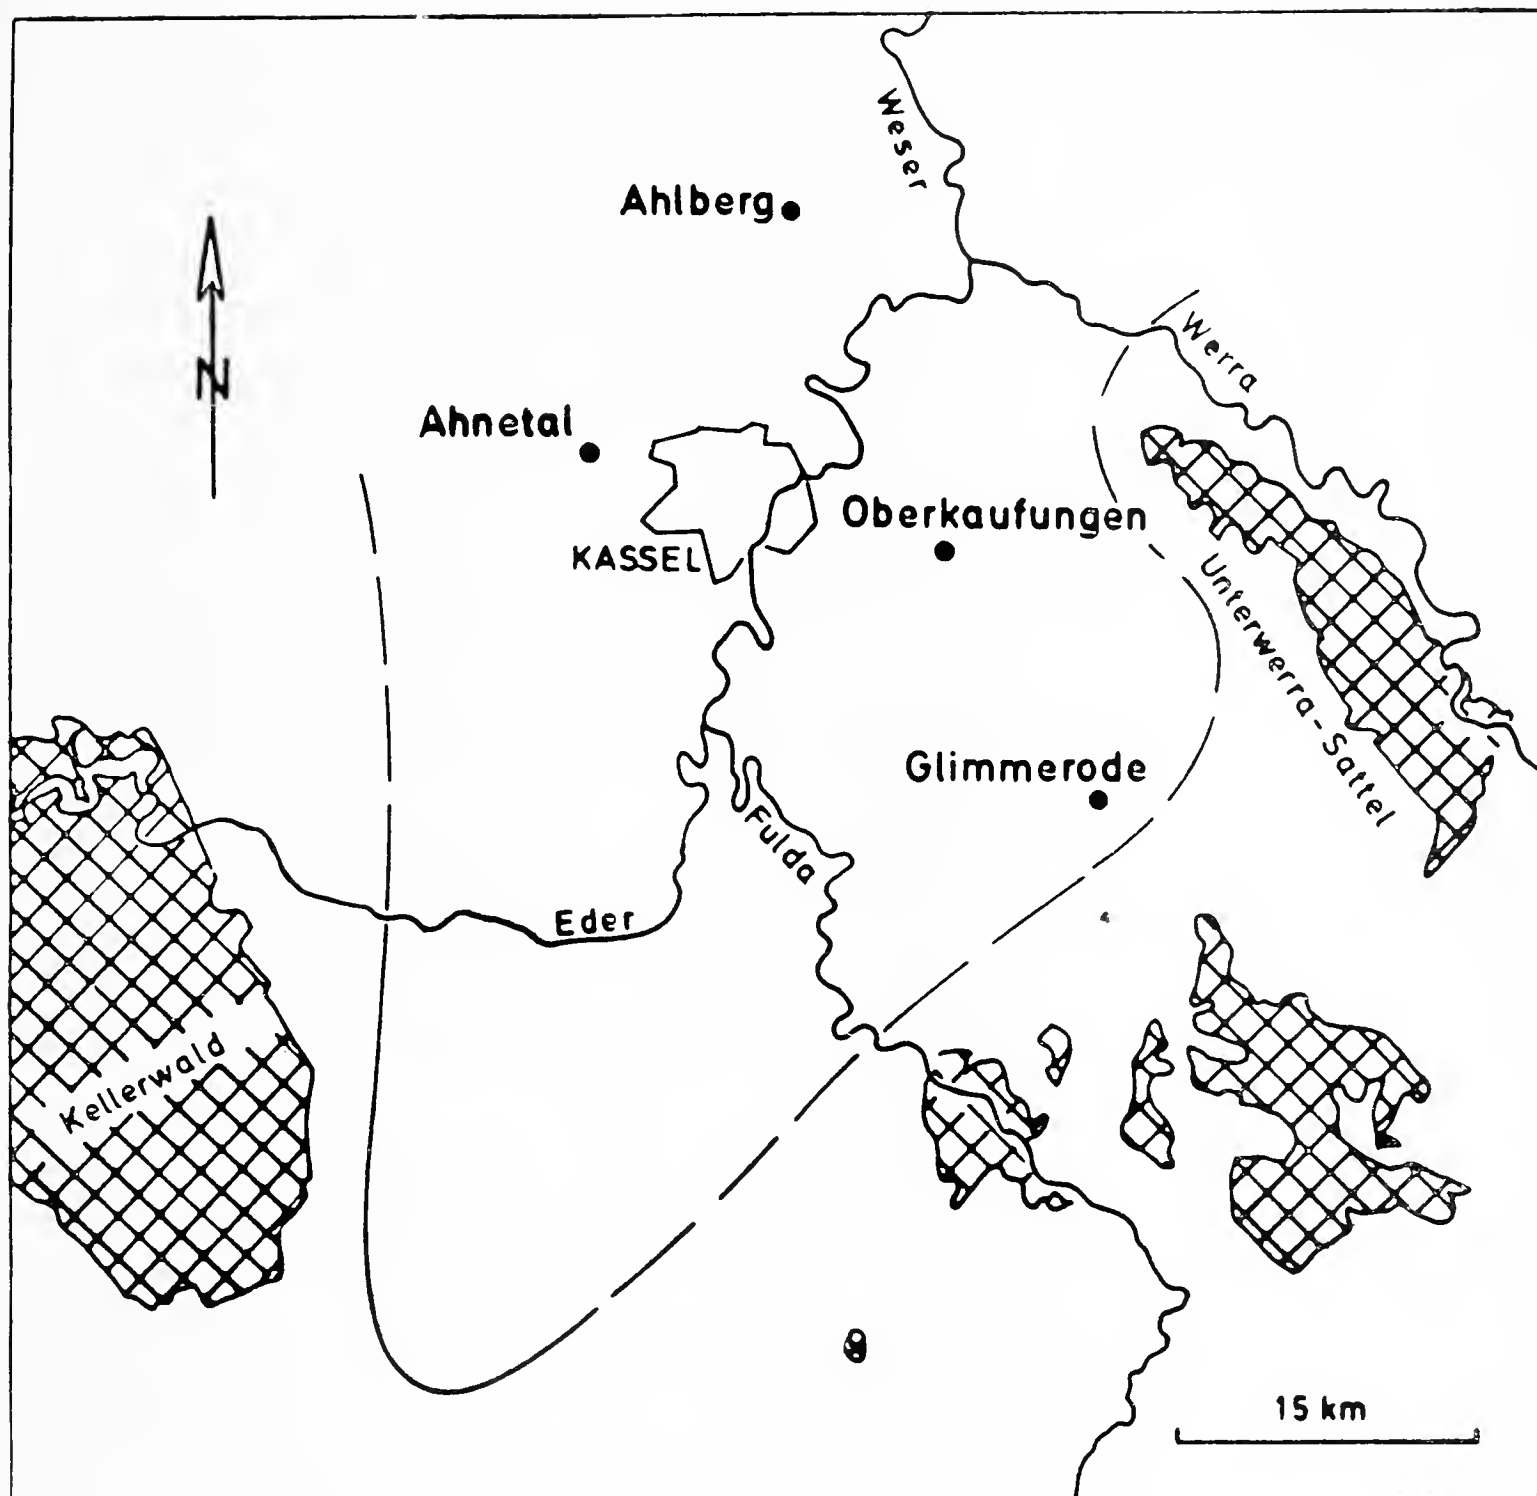 Weser
Ahlberg
N
Werra
Ahnetal
Oberkaufungen
KASSEL
Unterwerra-Sattel
Glimmerode
Fulda
Eder
Kellerwald
15 km